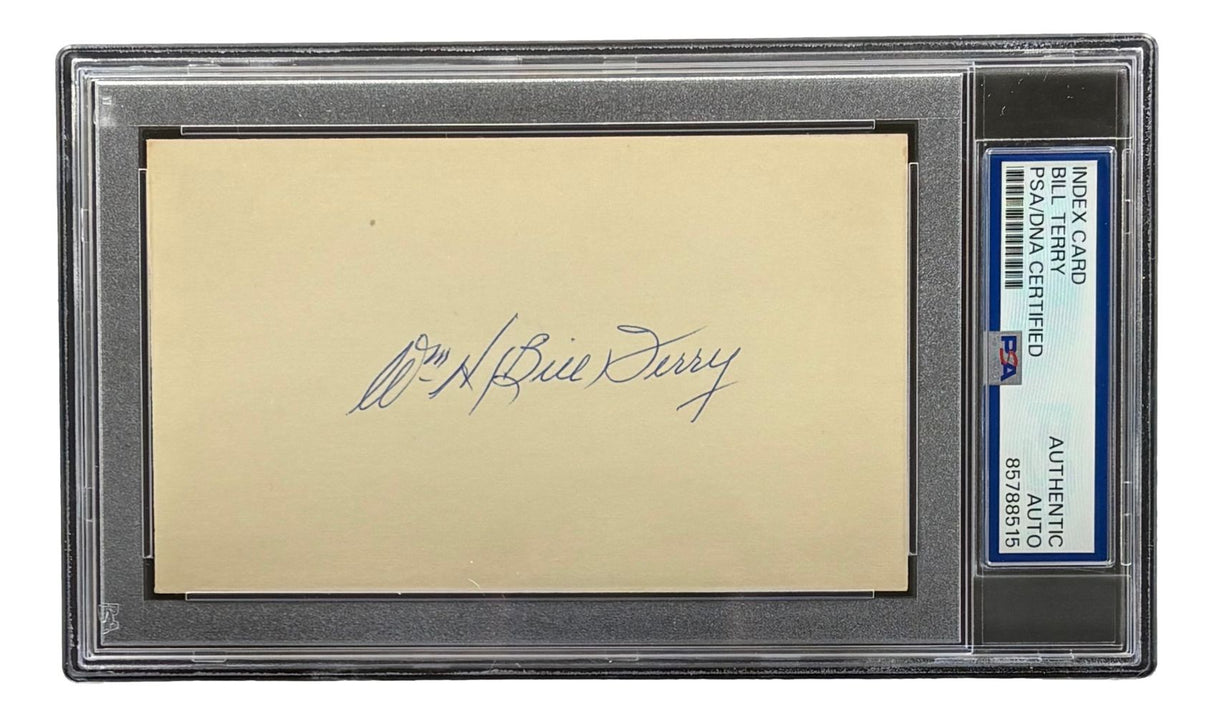 Wm H Bill Terry
INDEX CARD
BILL TERRY
PSA/DNA CERTIFIED
PSA
AUTHENTIC
AUTO
85788515